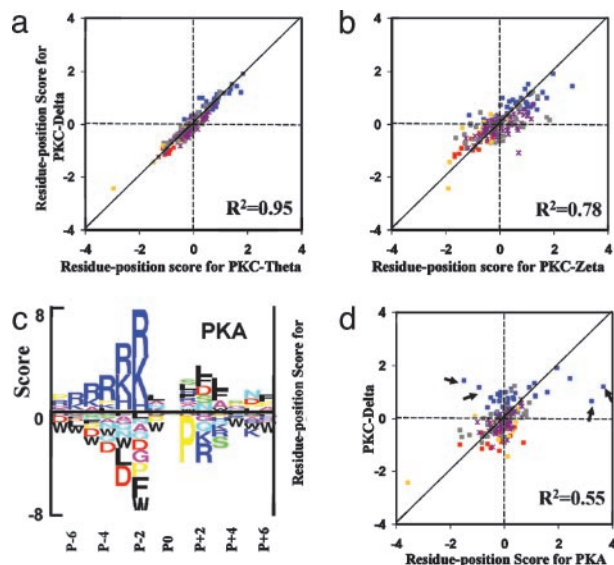 a
b
4
2
0
-2
-4
Residue-position Score for
PKC-Delta
R²=0.95
-4 -2 0 2 4
Residue-position score for PKC-Theta
4
2
0
-2
-4
R²=0.78
-4 -2 0 2 4
Residue-position score for PKC-Zeta
c
8
0
-8
Score
PKA
P-6
P-4
P-2
P0
P+2
P+4
P+6
d
Residue-position Score for
PKC-Delta
4
2
0
-2
-4
R²=0.55
-4 -2 0 2 4
Residue-position Score for PKA